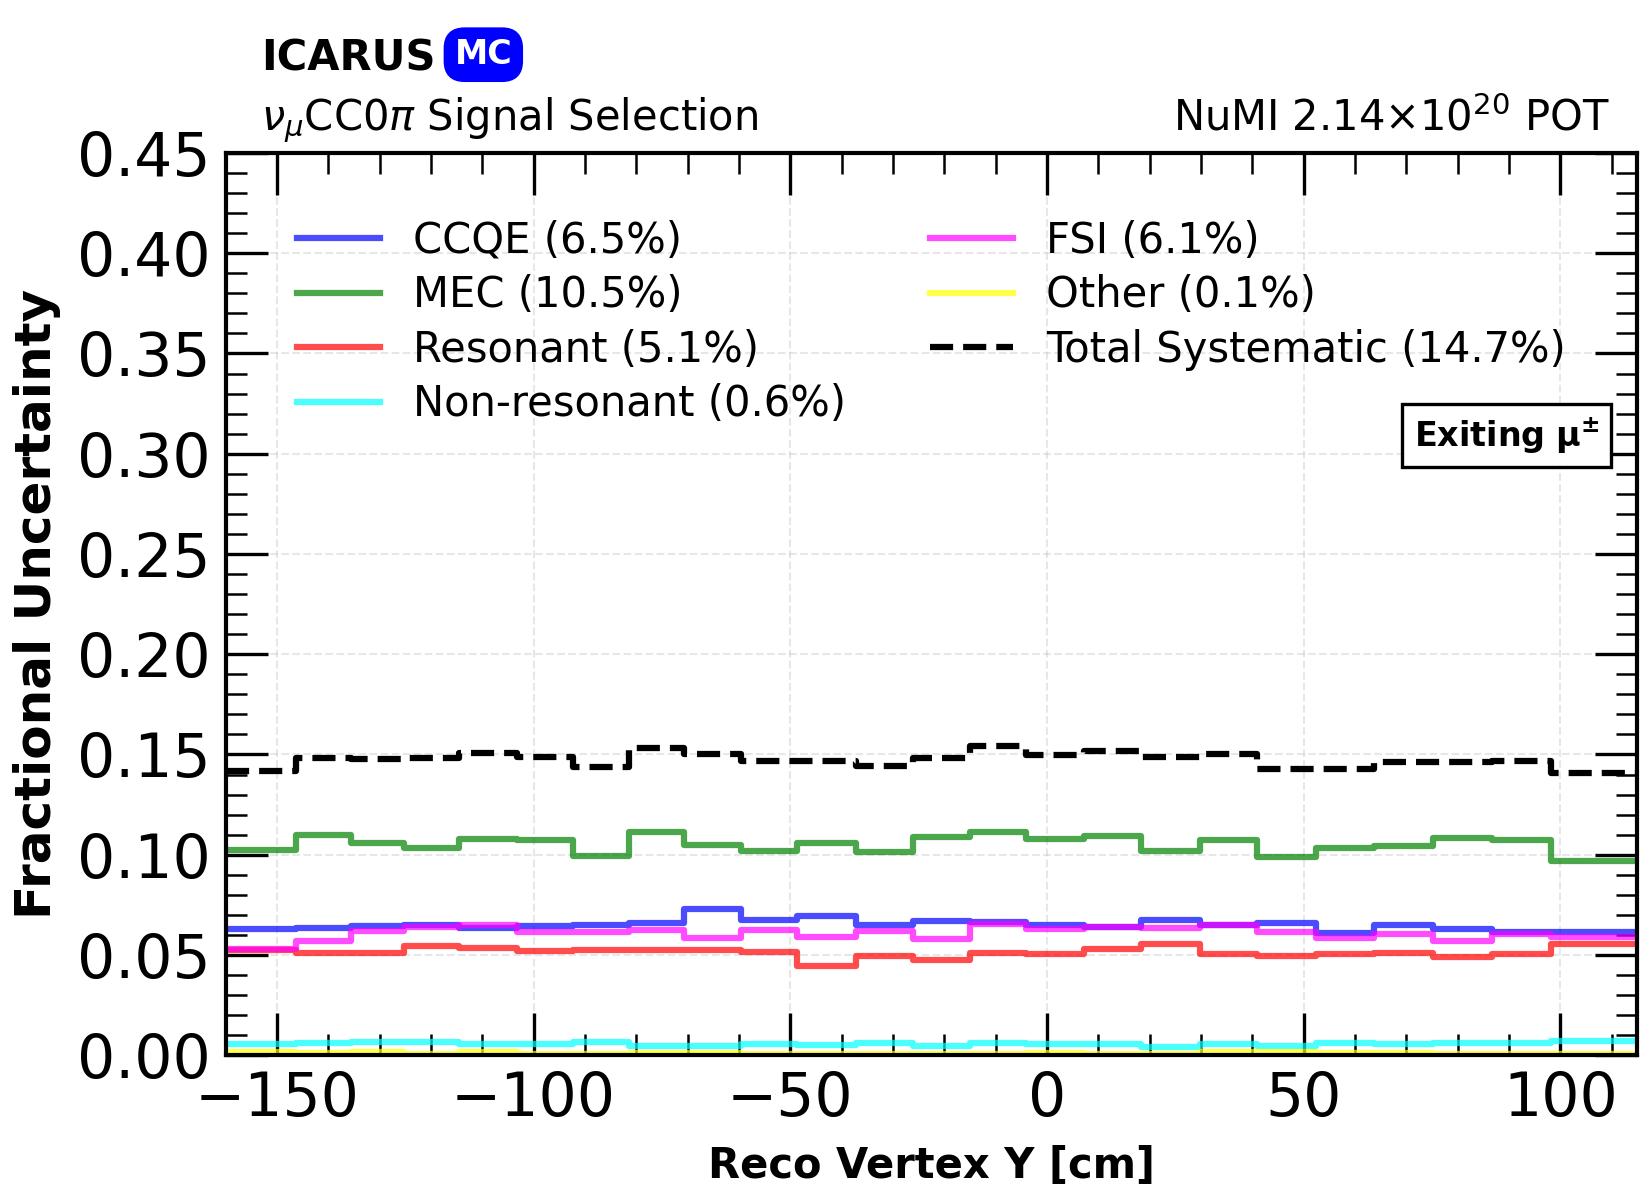 ICARUS MC
νμCC0π Signal Selection
NuMI 2.14×10²⁰ POT
0.45
0.40
0.35
0.30
0.25
0.20
0.15
0.10
0.05
0.00
Fractional Uncertainty
CCQE (6.5%)
MEC (10.5%)
Resonant (5.1%)
Non-resonant (0.6%)
FSI (6.1%)
Other (0.1%)
Total Systematic (14.7%)
Exiting μ±
−150 −100 −50 0 50 100
Reco Vertex Y [cm]